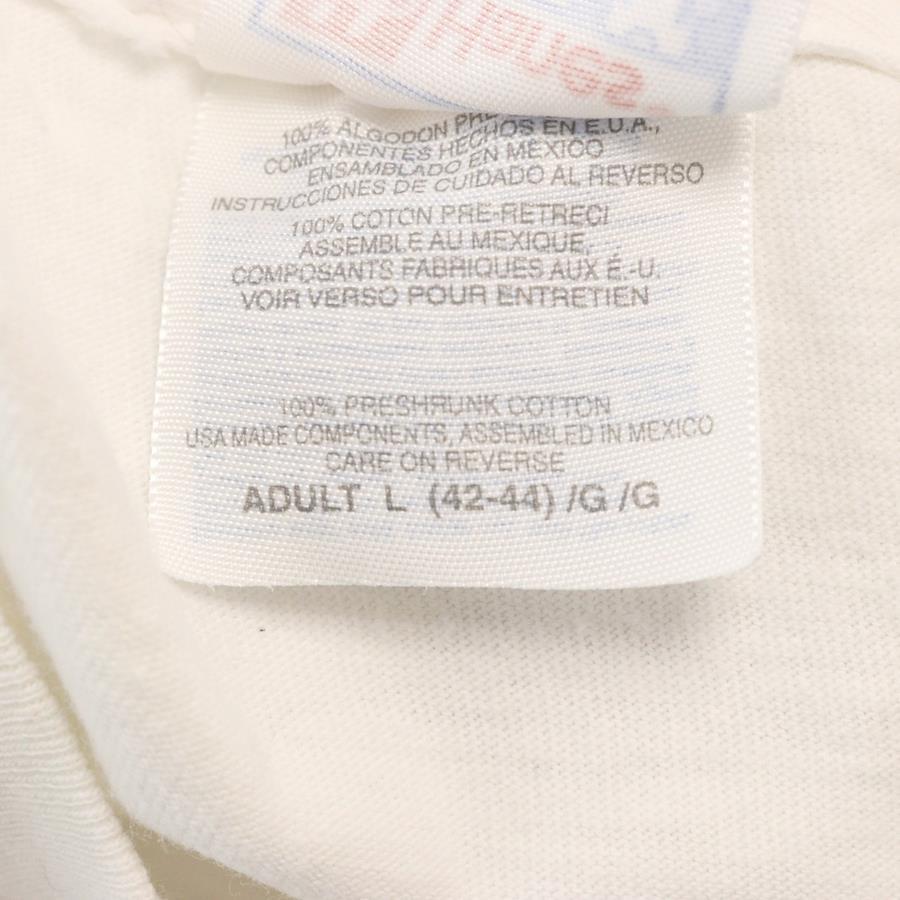 100% ALGODON
COMPONENTES HECHOS EN E.U.A.,
ENSAMBLADO EN MEXICO
INSTRUCCIONES DE CUIDADO AL REVERSO
100% COTON PRE-RETRECI
ASSEMBLE AU MEXIQUE,
COMPOSANTS FABRIQUES AUX É.-U.
VOIR VERSO POUR ENTRETIEN
100% PRESHRUNK COTTON
USA MADE COMPONENTS, ASSEMBLED IN MEXICO
CARE ON REVERSE
ADULT L (42-44) /G /G